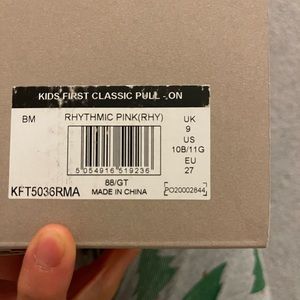 KIDS FIRST CLASSIC PULL -,ON
BM
RHYTHMIC PINK(RHY)
UK
9
US
10B/11G
EU
27
5 054916 519236
88/GT
MADE IN CHINA
KFT5036RMA
PO20002844